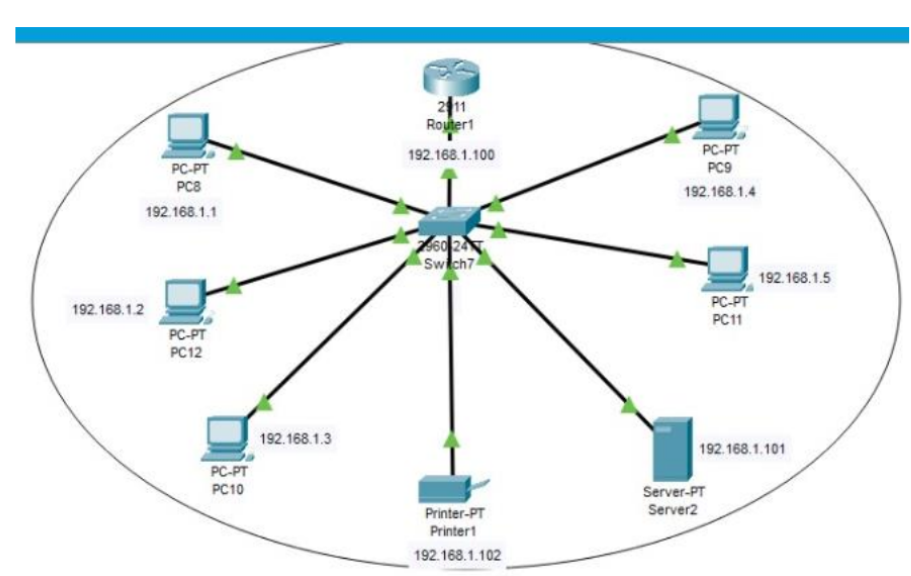 2911
Router1
192.168.1.100
PC-PT
PC8
192.168.1.1
PC-PT
PC9
192.168.1.4
2960-24TT
Switch7
192.168.1.2
PC-PT
PC12
192.168.1.5
PC-PT
PC11
192.168.1.3
PC-PT
PC10
Printer-PT
Printer1
192.168.1.102
192.168.1.101
Server-PT
Server2